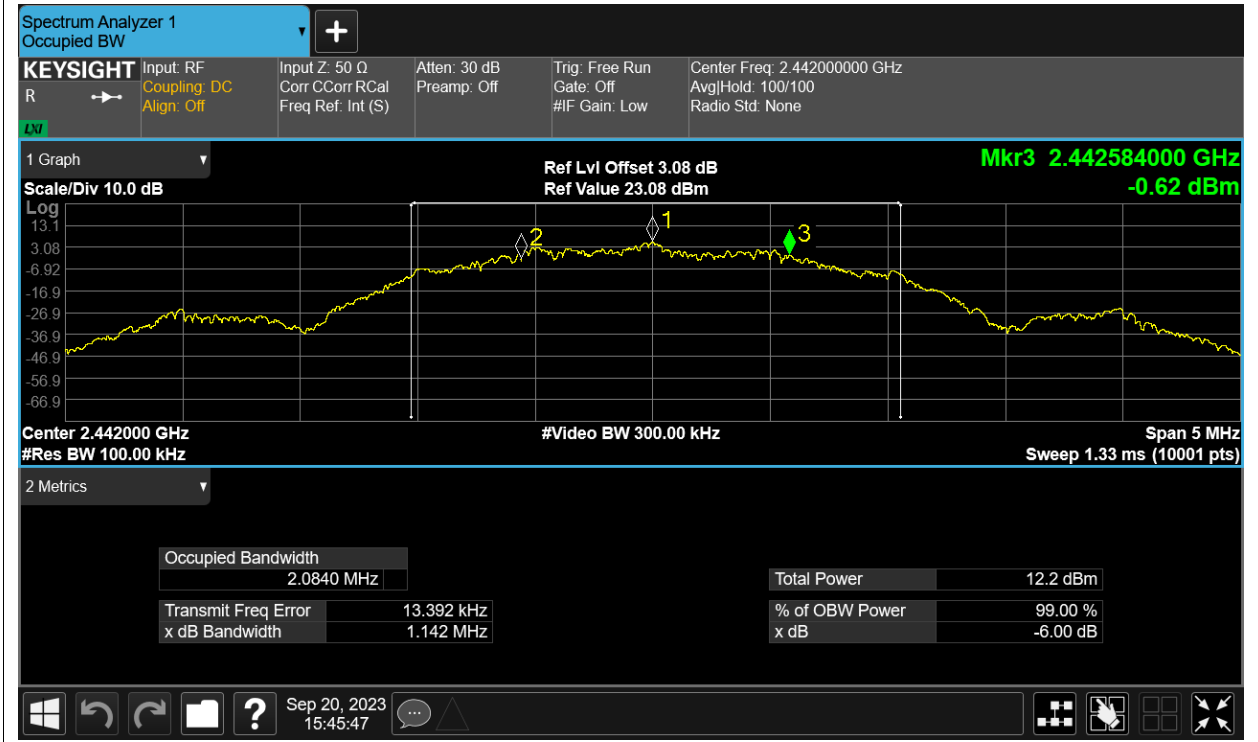 Spectrum Analyzer 1
Occupied BW
KEYSIGHT
R
LXI
Input: RF
Coupling: DC
Align: Off
Input Z: 50 Ω
Corr CCorr RCal
Freq Ref: Int (S)
Atten: 30 dB
Preamp: Off
Trig: Free Run
Gate: Off
#IF Gain: Low
Center Freq: 2.442000000 GHz
Avg|Hold: 100/100
Radio Std: None
1 Graph
Scale/Div 10.0 dB
Ref Lvl Offset 3.08 dB
Ref Value 23.08 dBm
Mkr3 2.442584000 GHz
-0.62 dBm
Log
13.1
3.08
-6.92
-16.9
-26.9
-36.9
-46.9
-56.9
-66.9
2
1
3
Center 2.442000 GHz
#Video BW 300.00 kHz
Span 5 MHz
#Res BW 100.00 kHz
Sweep 1.33 ms (10001 pts)
2 Metrics
Occupied Bandwidth
2.0840 MHz
Total Power 12.2 dBm
Transmit Freq Error 13.392 kHz
% of OBW Power 99.00 %
x dB Bandwidth 1.142 MHz
x dB -6.00 dB
?
Sep 20, 2023
15:45:47